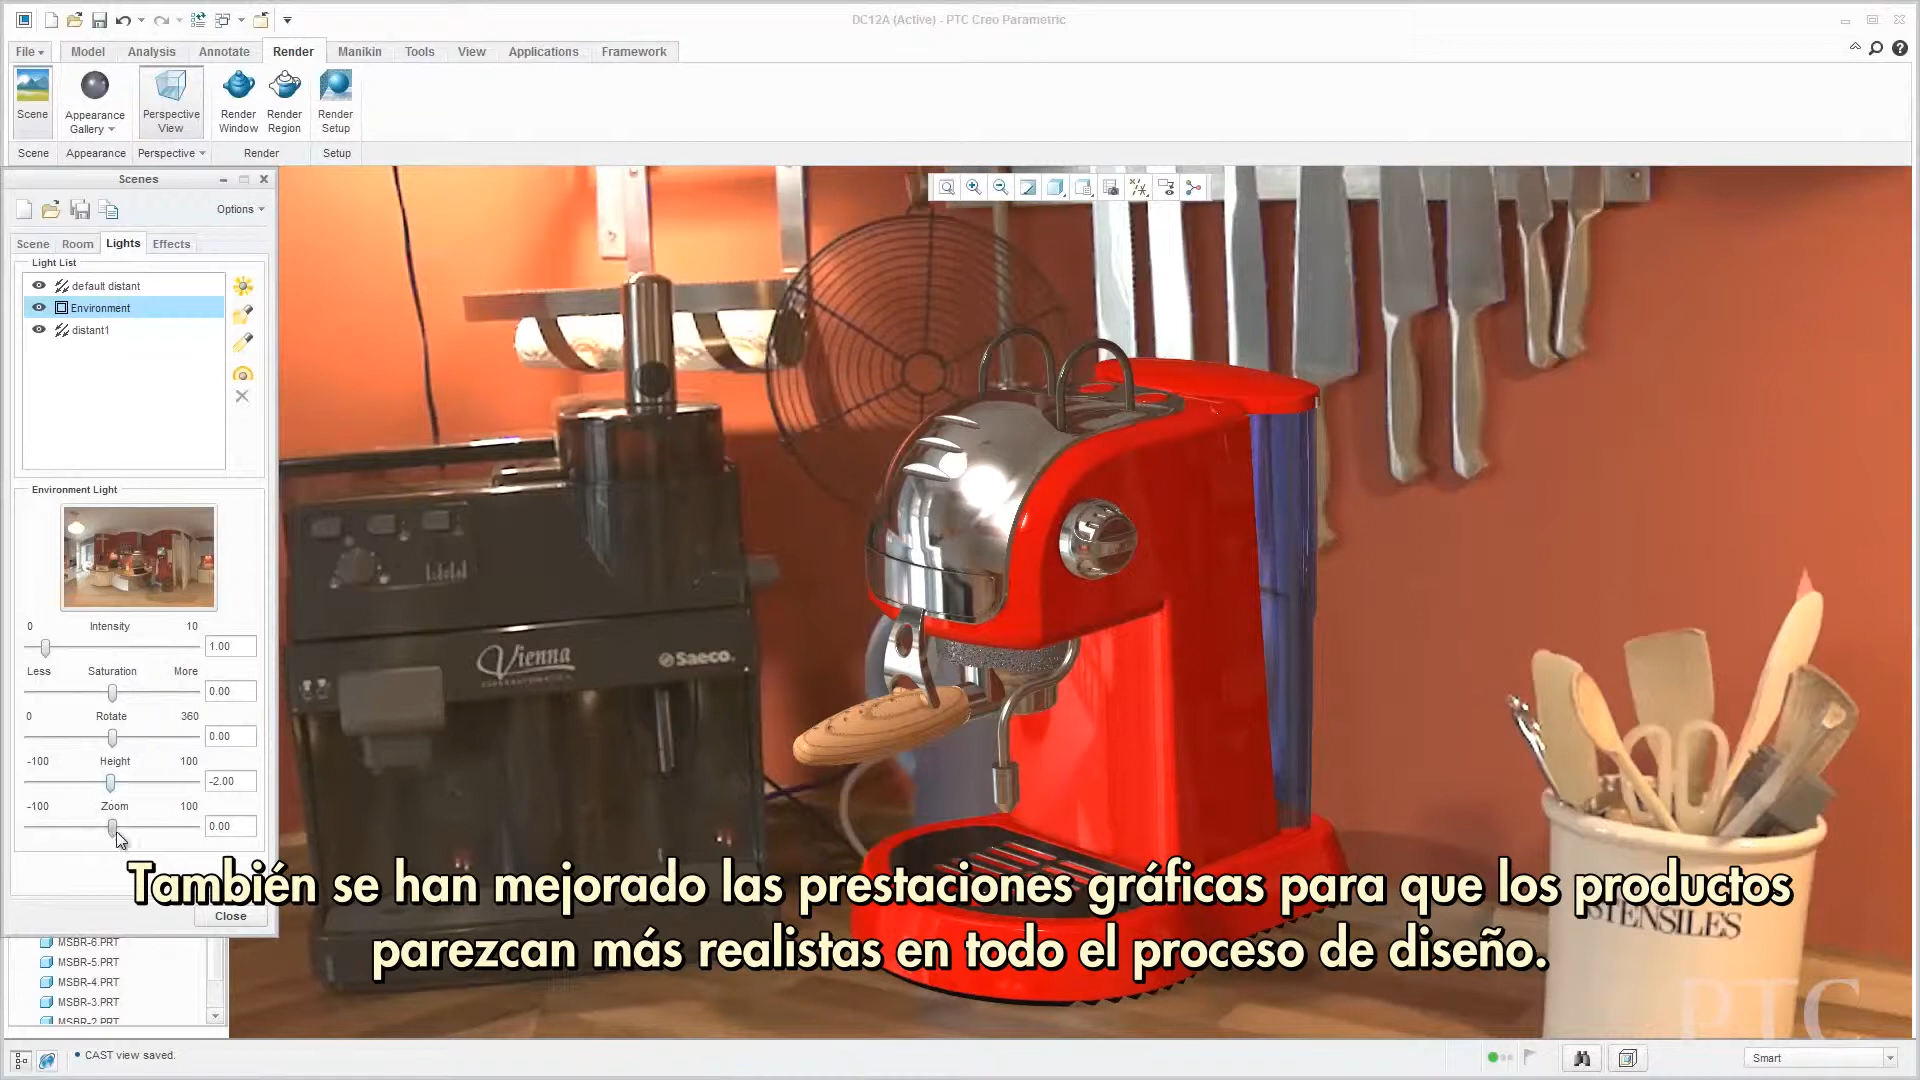 DC12A (Active) - PTC Creo Parametric
File
Model
Analysis
Annotate
Render
Manikin
Tools
View
Applications
Framework
Scene
Appearance
Gallery
Perspective
View
Render
Window
Render
Region
Render
Setup
Scene
Appearance
Perspective
Render
Setup
Scenes
Options
Scene
Room
Lights
Effects
Light List
default distant
Environment
distant1
Environment Light
0 Intensity 10
1.00
Less Saturation More
0.00
0 Rotate 360
0.00
-100 Height 100
-2.00
-100 Zoom 100
0.00
Close
Vienna
Saeco
También se han mejorado las prestaciones gráficas para que los productos
parezcan más realistas en todo el proceso de diseño.
STENSILES
PTC
MSBR-6.PRT
MSBR-5.PRT
MSBR-4.PRT
MSBR-3.PRT
MSBR-2.PRT
CAST view saved.
Smart